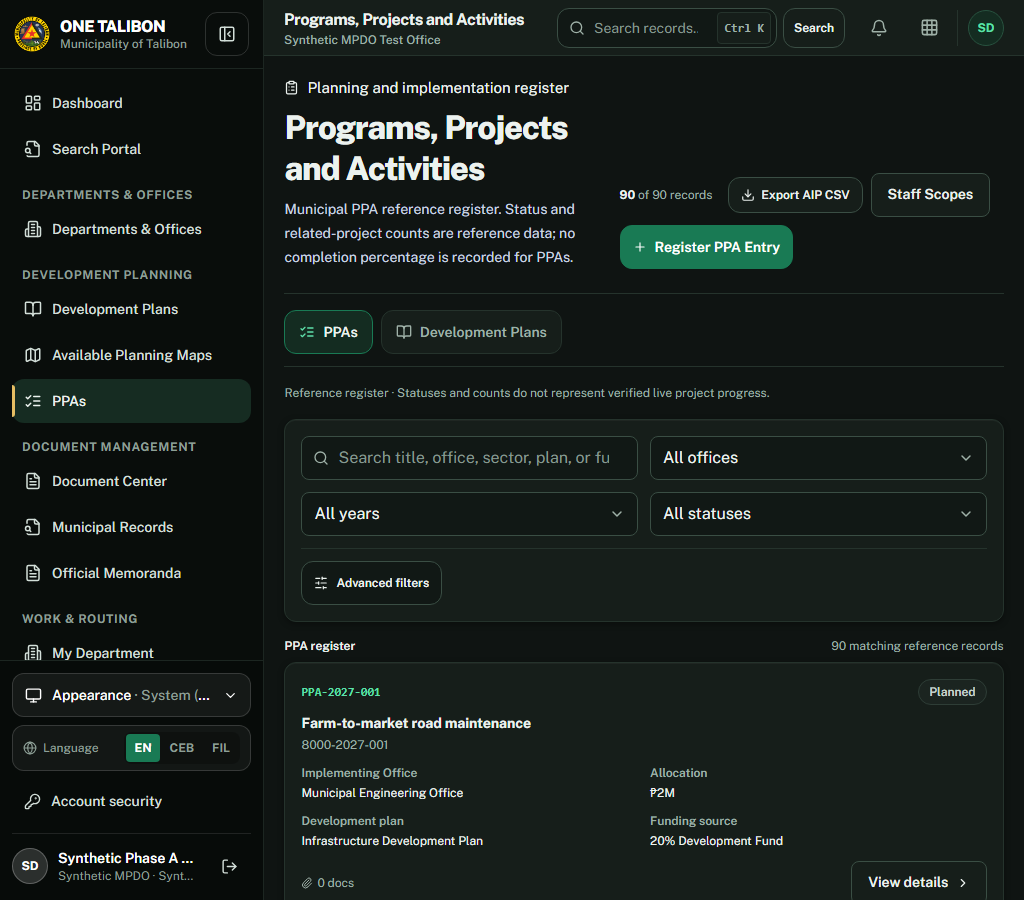 ONE TALIBON
Municipality of Talibon
Dashboard
Search Portal
DEPARTMENTS & OFFICES
Departments & Offices
DEVELOPMENT PLANNING
Development Plans
Available Planning Maps
PPAs
DOCUMENT MANAGEMENT
Document Center
Municipal Records
Official Memoranda
WORK & ROUTING
My Department
Appearance · System (...
Language EN CEB FIL
Account security
SD
Synthetic Phase A ...
Synthetic MPDO · Synt...
Programs, Projects and Activities
Synthetic MPDO Test Office
Search records.. Ctrl K
Search
SD
Planning and implementation register
Programs, Projects
and Activities
Municipal PPA reference register. Status and
related-project counts are reference data; no
completion percentage is recorded for PPAs.
90 of 90 records
Export AIP CSV
Staff Scopes
+ Register PPA Entry
PPAs
Development Plans
Reference register · Statuses and counts do not represent verified live project progress.
Search title, office, sector, plan, or fu
All offices
All years
All statuses
Advanced filters
PPA register
90 matching reference records
PPA-2027-001
Planned
Farm-to-market road maintenance
8000-2027-001
Implementing Office
Municipal Engineering Office
Allocation
₱2M
Development plan
Infrastructure Development Plan
Funding source
20% Development Fund
0 docs
View details